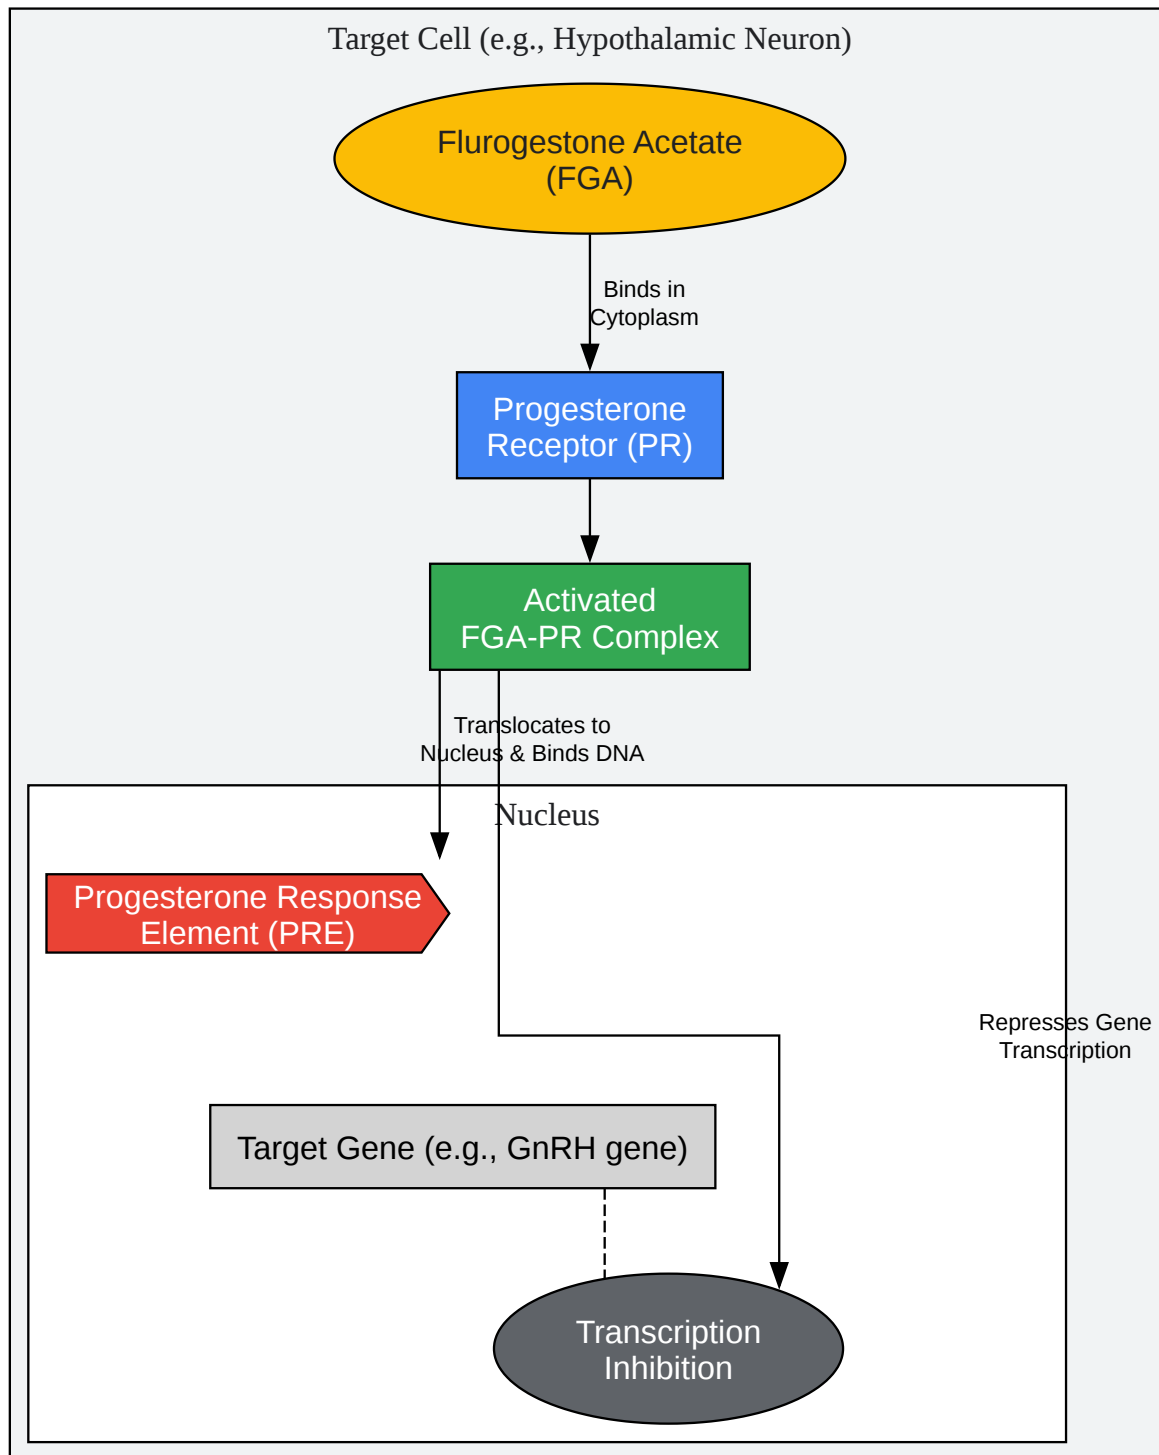 Target Cell (e.g., Hypothalamic Neuron)
Flurogestone Acetate
(FGA)
Binds in
Cytoplasm
Progesterone
Receptor (PR)
Activated
FGA-PR Complex
Translocates to
Nucleus & Binds DNA
Nucleus
Progesterone Response
Element (PRE)
Represses Gene
Transcription
Target Gene (e.g., GnRH gene)
Transcription
Inhibition